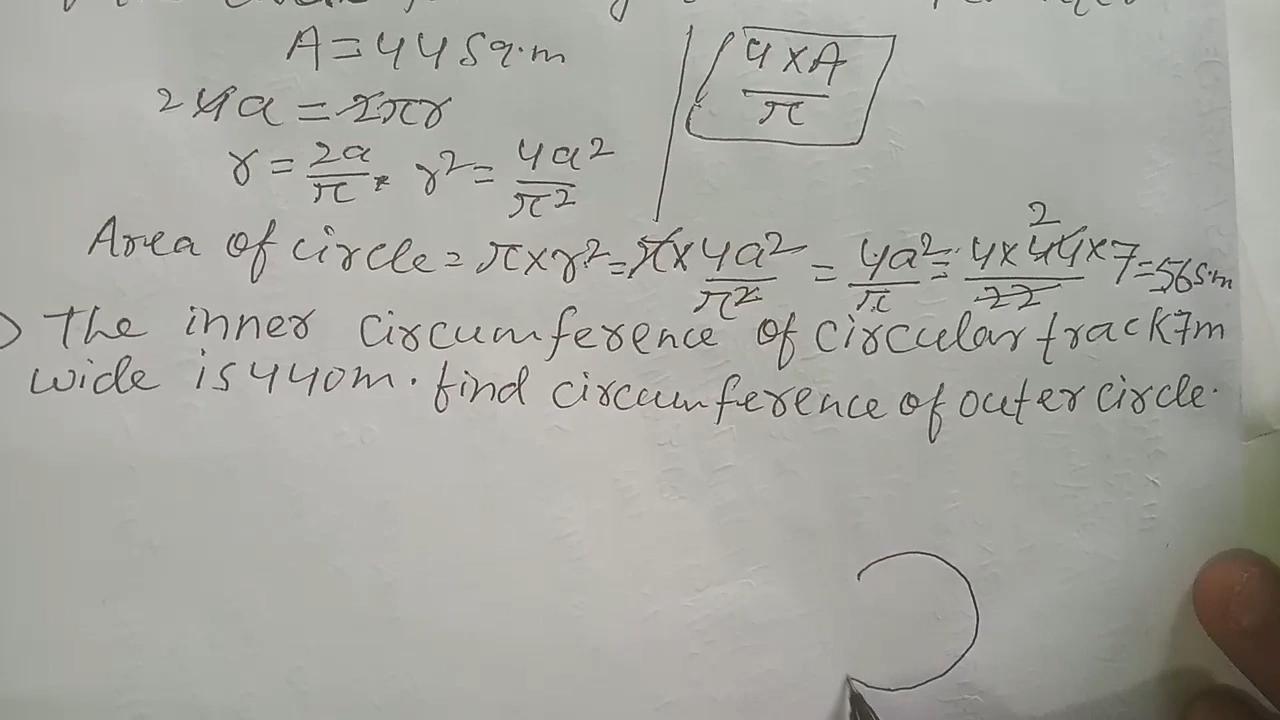 A = 44 sq.m
4 × A / π
2 4a = 2πr
r = 2a / π . r² = 4a² / π²
Area of circle = π × r² = π × 4a² / π² = 4a² / π = 4 × 44 2 × 7 / 22 = 56 s.m
The inner circumference of circular track 7m
wide is 440m. find circumference of outer circle.